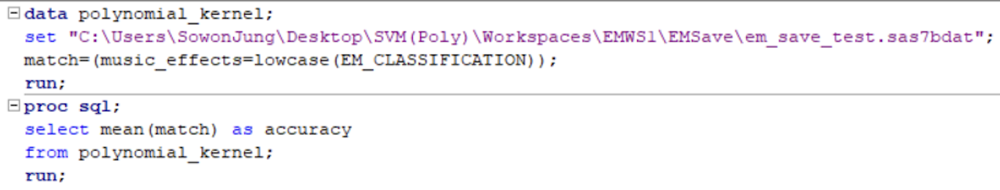 data polynomial_kernel;
set "C:\Users\SowonJung\Desktop\SVM(Poly)\Workspaces\EMWS1\EMSave\em_save_test.sas7bdat";
match=(music_effects=lowcase(EM_CLASSIFICATION));
run;
proc sql;
select mean(match) as accuracy
from polynomial_kernel;
run;